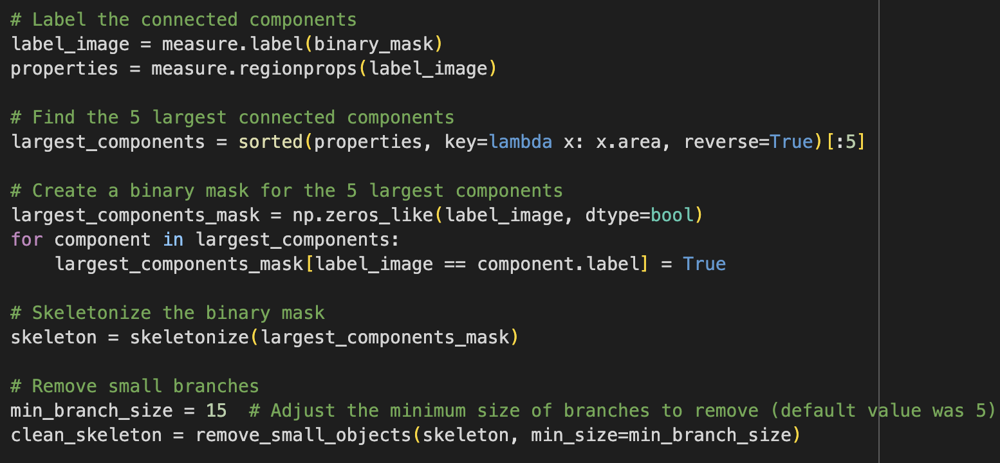 # Label the connected components
label_image = measure.label(binary_mask)
properties = measure.regionprops(label_image)
# Find the 5 largest connected components
largest_components = sorted(properties, key=lambda x: x.area, reverse=True)[:5]
# Create a binary mask for the 5 largest components
largest_components_mask = np.zeros_like(label_image, dtype=bool)
for component in largest_components:
    largest_components_mask[label_image == component.label] = True
# Skeletonize the binary mask
skeleton = skeletonize(largest_components_mask)
# Remove small branches
min_branch_size = 15  # Adjust the minimum size of branches to remove (default value was 5)
clean_skeleton = remove_small_objects(skeleton, min_size=min_branch_size)